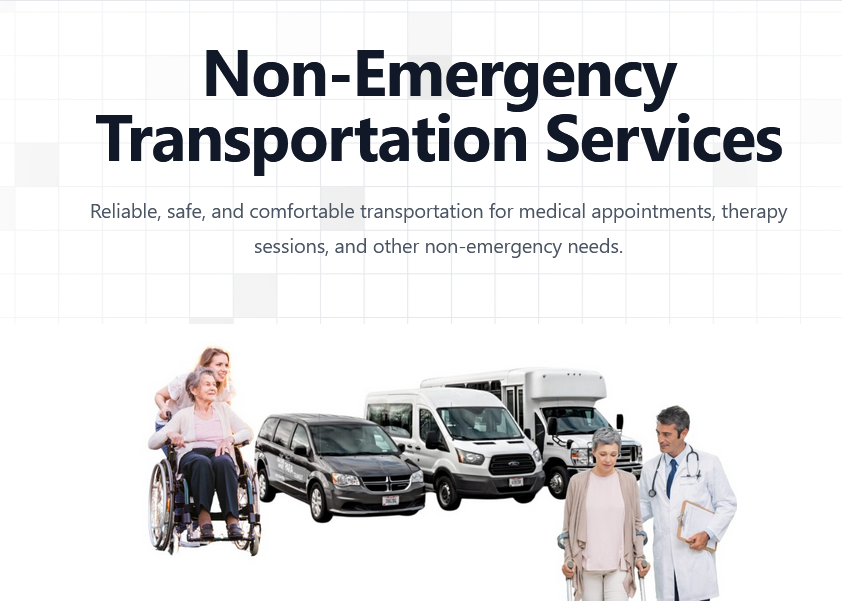 Non-Emergency
Transportation Services
Reliable, safe, and comfortable transportation for medical appointments, therapy
sessions, and other non-emergency needs.